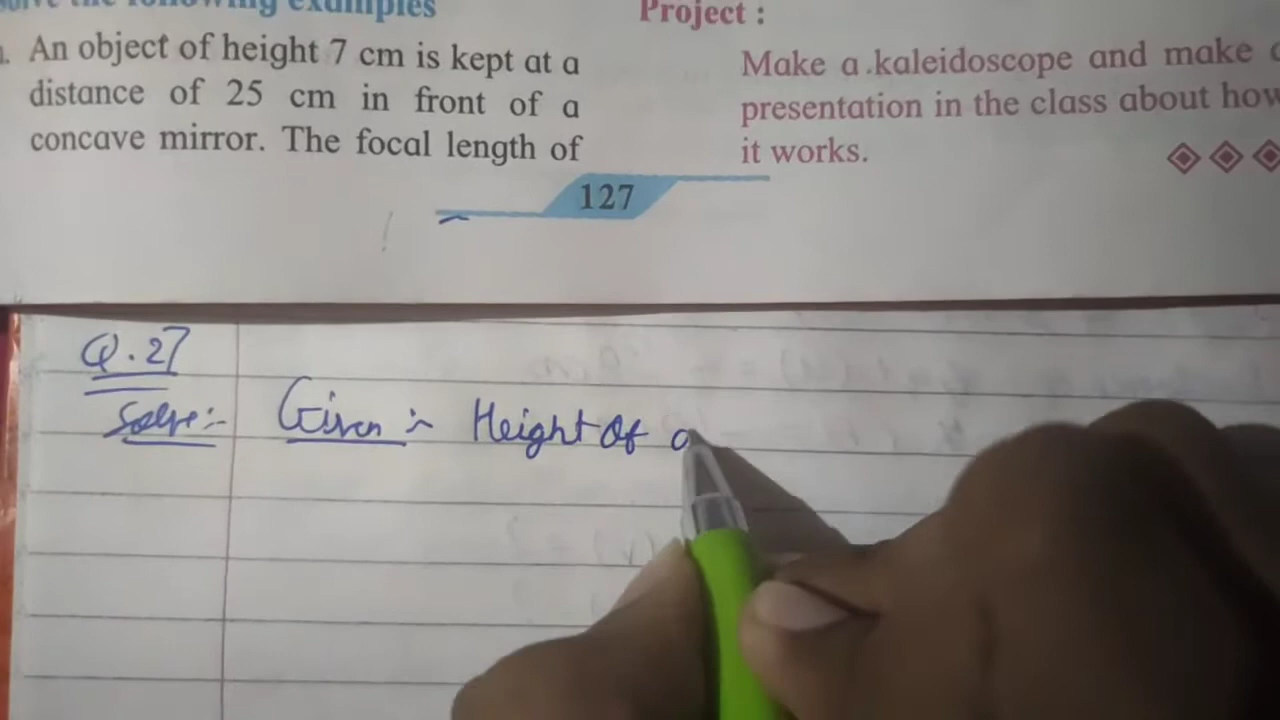 following examples
An object of height 7 cm is kept at a
distance of 25 cm in front of a
concave mirror. The focal length of
Project :
Make a kaleidoscope and make
presentation in the class about how
it works.
127
Q.27
Given :- Height of